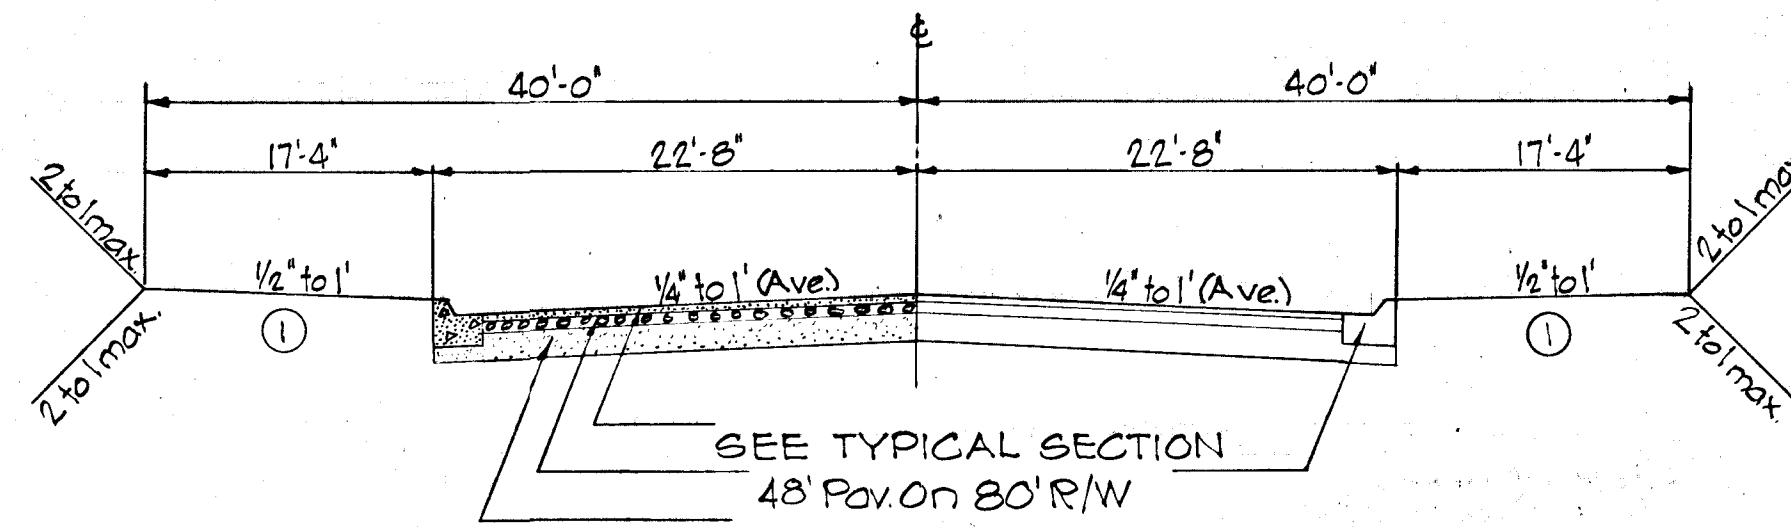 ℄
40'-0" 40'-0"
17'-4" 22'-8" 22'-8" 17'-4"
2 to 1 max. 2 to 1 max.
1/2" to 1' 1/4" to 1' (Ave.) 1/4" to 1' (Ave.) 1/2" to 1'
1 1
2 to 1 max. 2 to 1 max.
SEE TYPICAL SECTION
48' Pav. On 80' R/W